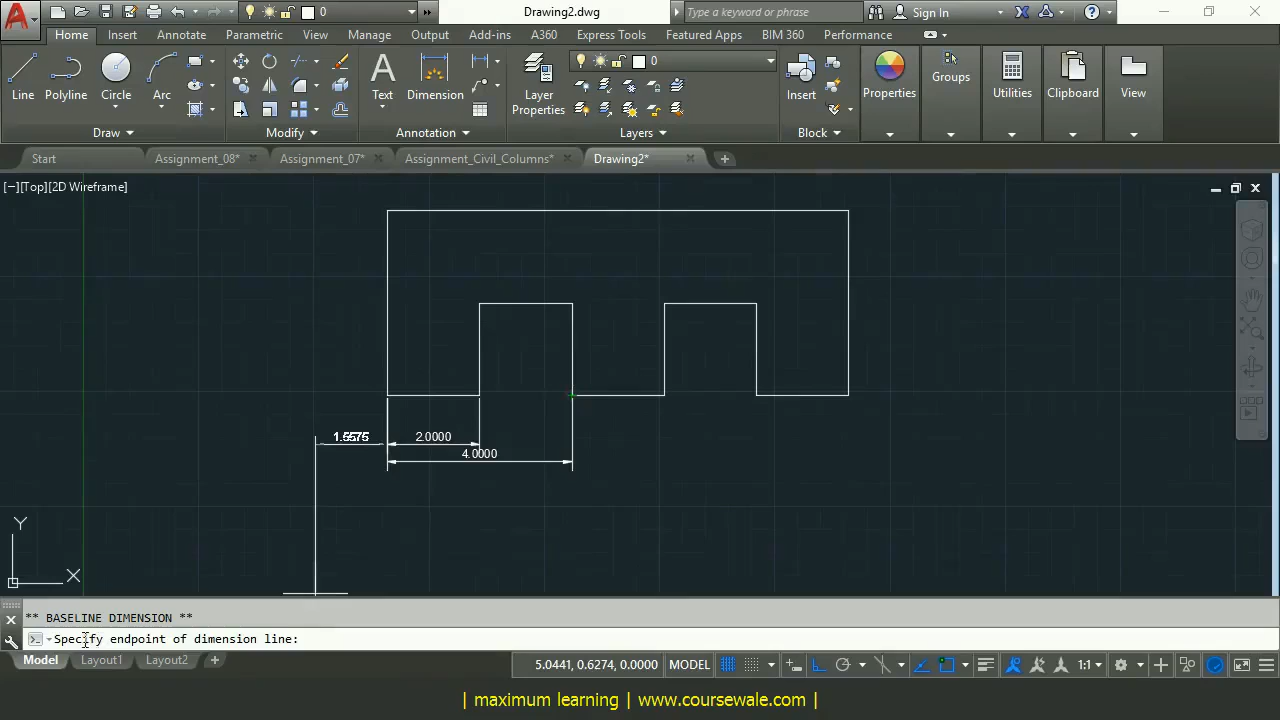 0
Drawing2.dwg
Type a keyword or phrase
Sign In
Home
Insert
Annotate
Parametric
View
Manage
Output
Add-ins
A360
Express Tools
Featured Apps
BIM 360
Performance
Line
Polyline
Circle
Arc
Text
Dimension
Layer
Properties
0
Insert
Properties
Groups
Utilities
Clipboard
View
Draw
Modify
Annotation
Layers
Block
Start
Assignment_08*
Assignment_07*
Assignment_Civil_Columns*
Drawing2*
[−][Top][2D Wireframe]
1.5575
2.0000
4.0000
Y
X
** BASELINE DIMENSION **
Specify endpoint of dimension line:
Model
Layout1
Layout2
5.0441, 0.6274, 0.0000
MODEL
1:1
| maximum learning | www.coursewale.com |